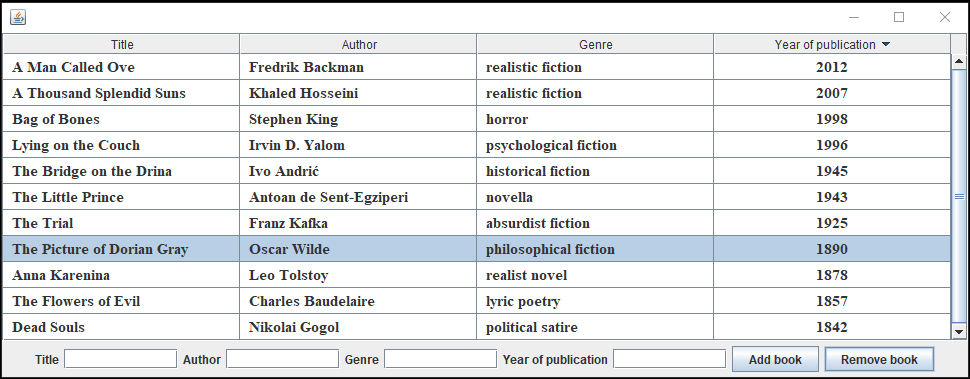 Title Author Genre Year of publication
A Man Called Ove Fredrik Backman realistic fiction 2012
A Thousand Splendid Suns Khaled Hosseini realistic fiction 2007
Bag of Bones Stephen King horror 1998
Lying on the Couch Irvin D. Yalom psychological fiction 1996
The Bridge on the Drina Ivo Andrić historical fiction 1945
The Little Prince Antoan de Sent-Egziperi novella 1943
The Trial Franz Kafka absurdist fiction 1925
The Picture of Dorian Gray Oscar Wilde philosophical fiction 1890
Anna Karenina Leo Tolstoy realist novel 1878
The Flowers of Evil Charles Baudelaire lyric poetry 1857
Dead Souls Nikolai Gogol political satire 1842
Title Author Genre Year of publication Add book Remove book